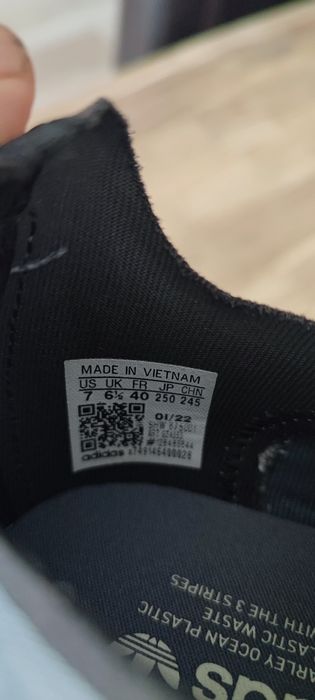 MADE IN VIETNAM
US UK FR JP CHN
7 6½ 40 250 245
01/22
adidas
ARLEY OCEAN PLASTIC
LASTIC WASTE
WITH THE 3 STRIPES